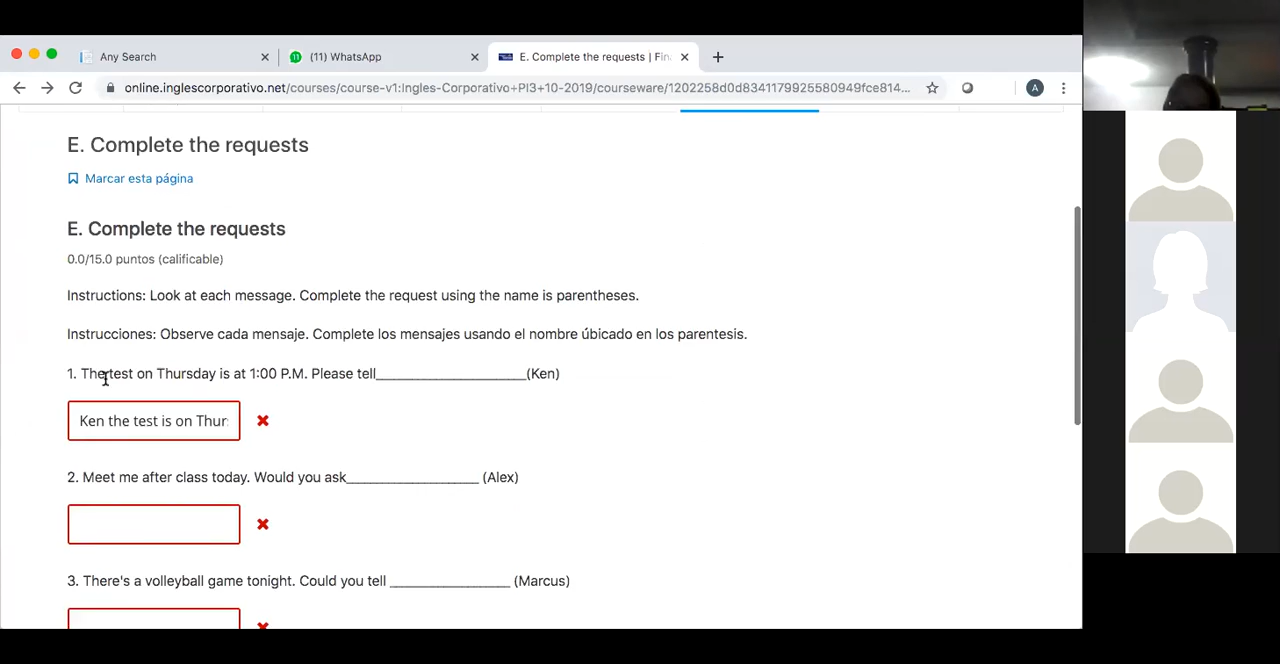 Any Search
(11) WhatsApp
E. Complete the requests | Fin
online.inglescorporativo.net/courses/course-v1:Ingles-Corporativo+PI3+10-2019/courseware/1202258d0d8341179925580949fce814...
A
E. Complete the requests
Marcar esta página
E. Complete the requests
0.0/15.0 puntos (calificable)
Instructions: Look at each message. Complete the request using the name is parentheses.
Instrucciones: Observe cada mensaje. Complete los mensajes usando el nombre úbicado en los parentesis.
1. The test on Thursday is at 1:00 P.M. Please tell______________________(Ken)
Ken the test is on Thur
2. Meet me after class today. Would you ask___________________ (Alex)
3. There's a volleyball game tonight. Could you tell _________________ (Marcus)